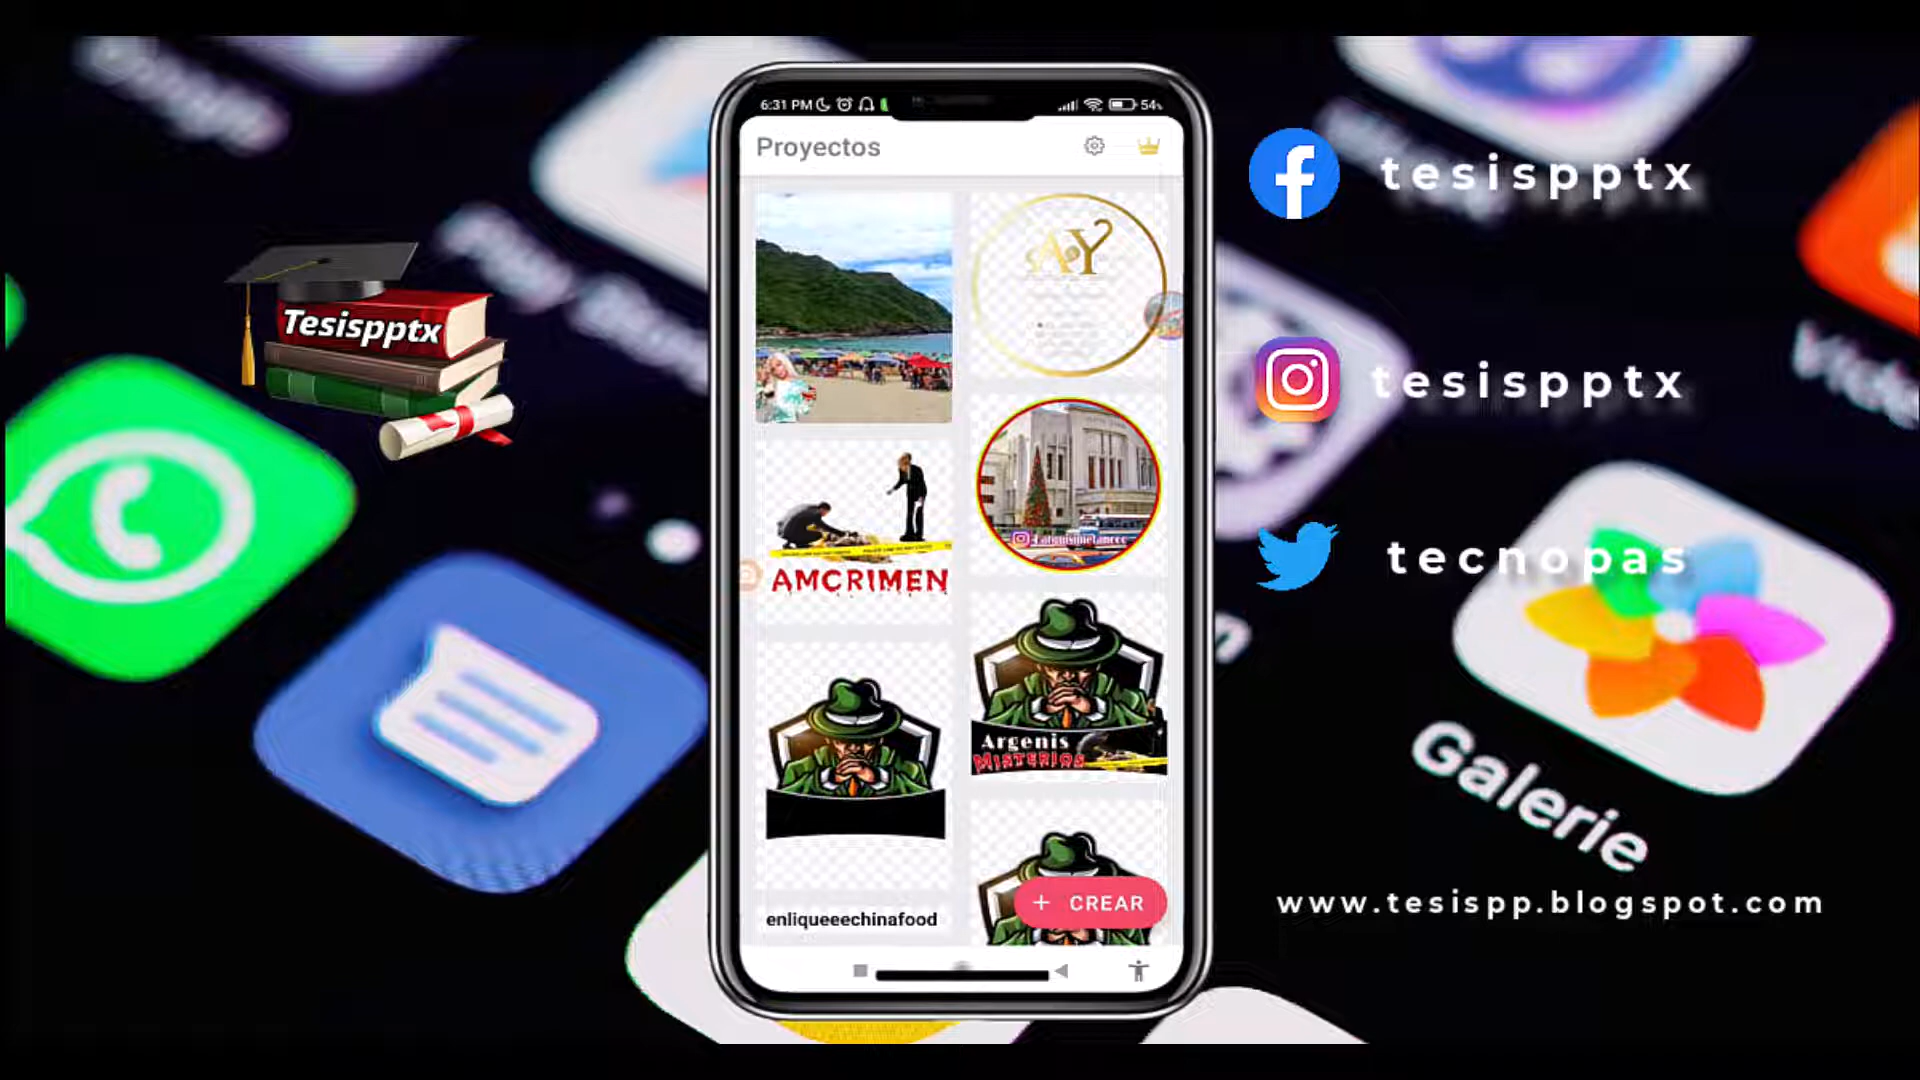 6:31 PM
54%
Proyectos
AY
AMCRIMEN
Argenis
MISTERIOS
enliqueeechinafood
+ CREAR
Tesispptx
tesispptx
tesispptx
tecnopas
Galerie
www.tesispp.blogspot.com